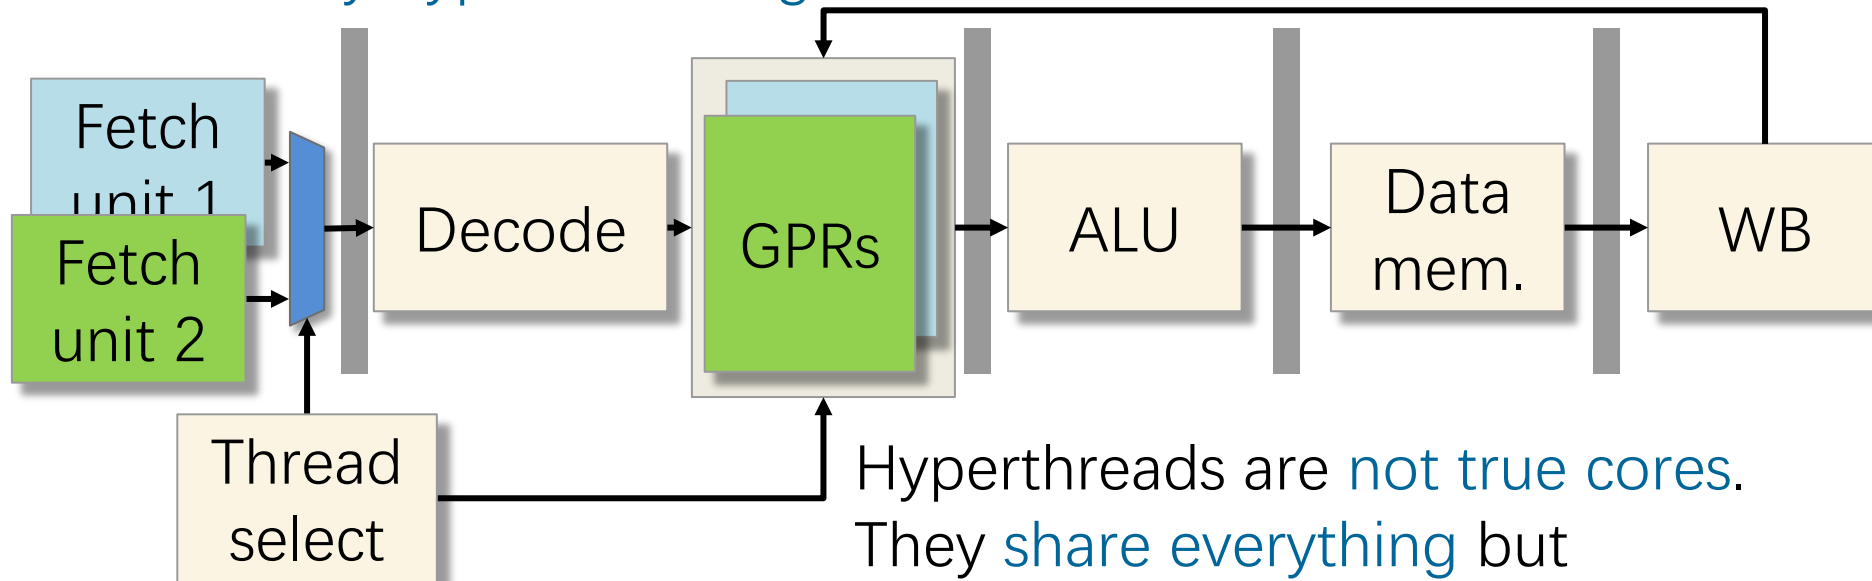 Fetch
unit 1
Fetch
unit 2
Decode
GPRs
ALU
Data
mem.
WB
Thread
select
Hyperthreads are not true cores.
They share everything but